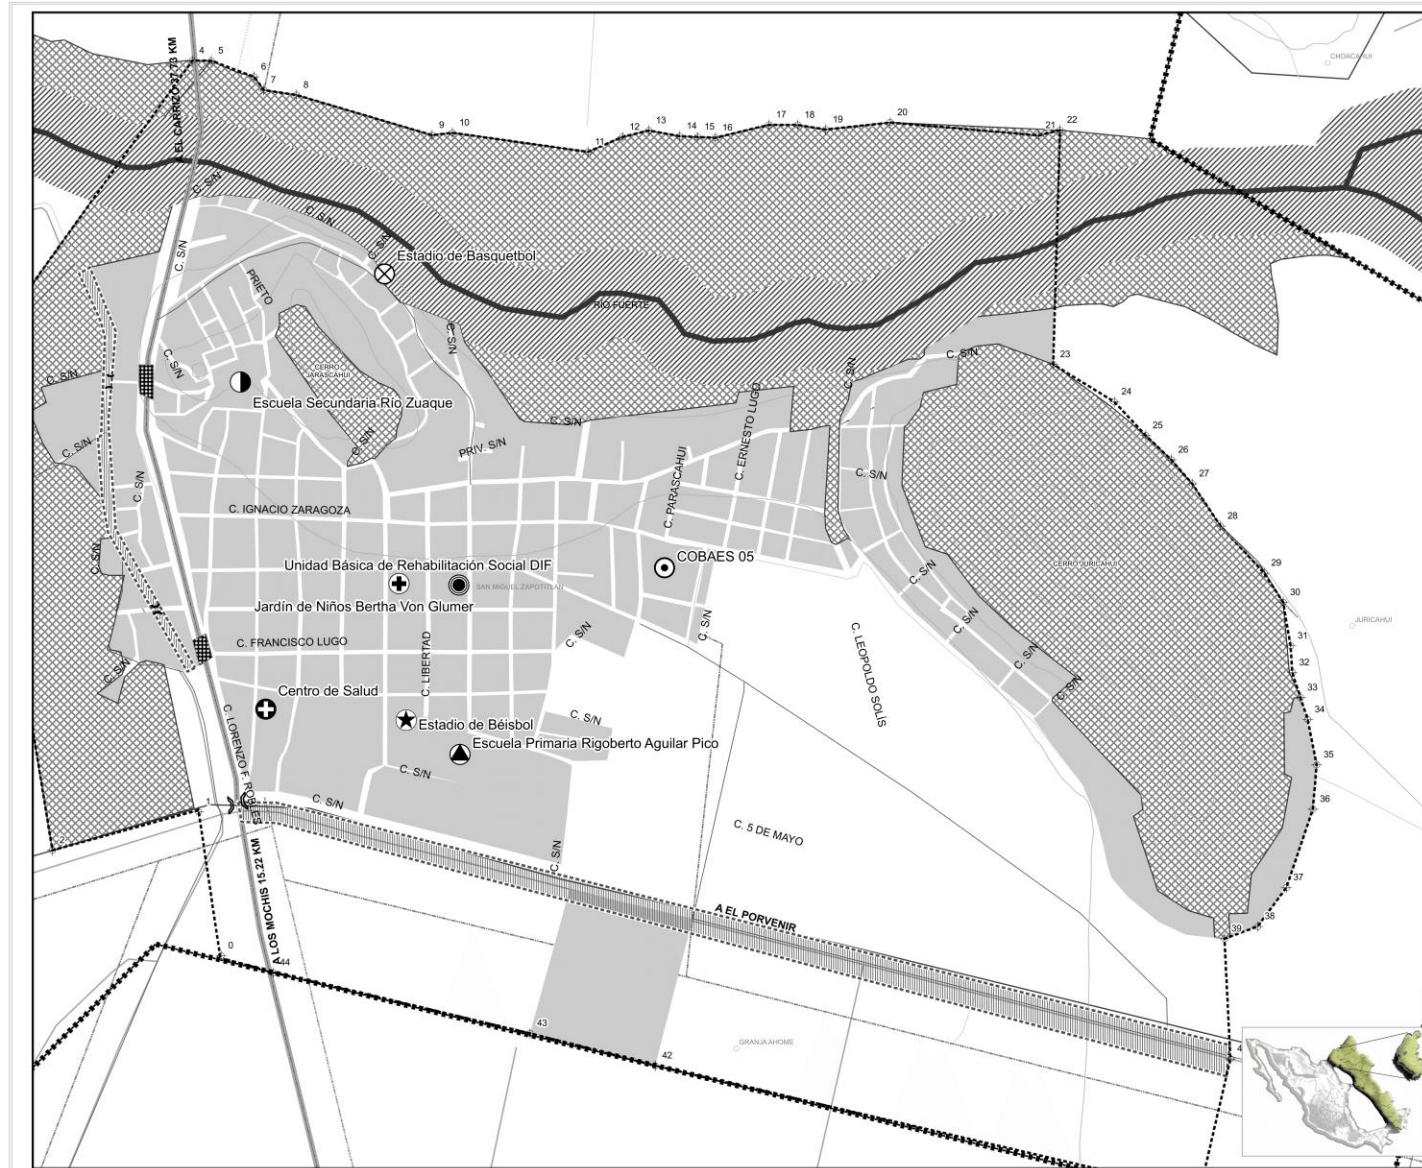 CHOACAHUI
4
5
6
7
8
9
10
11
12
13
14
15
16
17
18
19
20
21
22
A EL CARRIZO 37.73 KM
C. S/N
C. S/N
C. S/N
C. S/N
Estadio de Basquetbol
PRIETO
RÍO FUERTE
C. S/N
C. S/N
C. S/N
C. S/N
C. S/N
CERRO
JARASCAHUI
23
24
Escuela Secundaria Río Zuaque
C. S/N
C. S/N
C. S/N
PRIV. S/N
C. ERNESTO LUGO
25
26
27
C. S/N
C. S/N
C. PARASCAHUI
C. IGNACIO ZARAGOZA
28
C. S/N
COBAES 05
Unidad Básica de Rehabilitación Social DIF
SAN MIGUEL ZAPOTITLÁN
CERRO JURICAHUI
29
C. S/N
Jardín de Niños Bertha Von Glumer
30
JURICAHUI
C. S/N
C. S/N
C. S/N
C. FRANCISCO LUGO
C. LIBERTAD
C. LEOPOLDO SOLÍS
31
C. S/N
C. S/N
32
Centro de Salud
C. S/N
33
C. S/N
34
Estadio de Béisbol
C. LORENZO F. ROBLES
Escuela Primaria Rigoberto Aguilar Pico
35
C. S/N
C. S/N
1
36
C. 5 DE MAYO
2
C. S/N
37
A LOS MOCHIS 15.22 KM
A EL PORVENIR
38
39
0
44
43
GRANJA AHOME
42
4